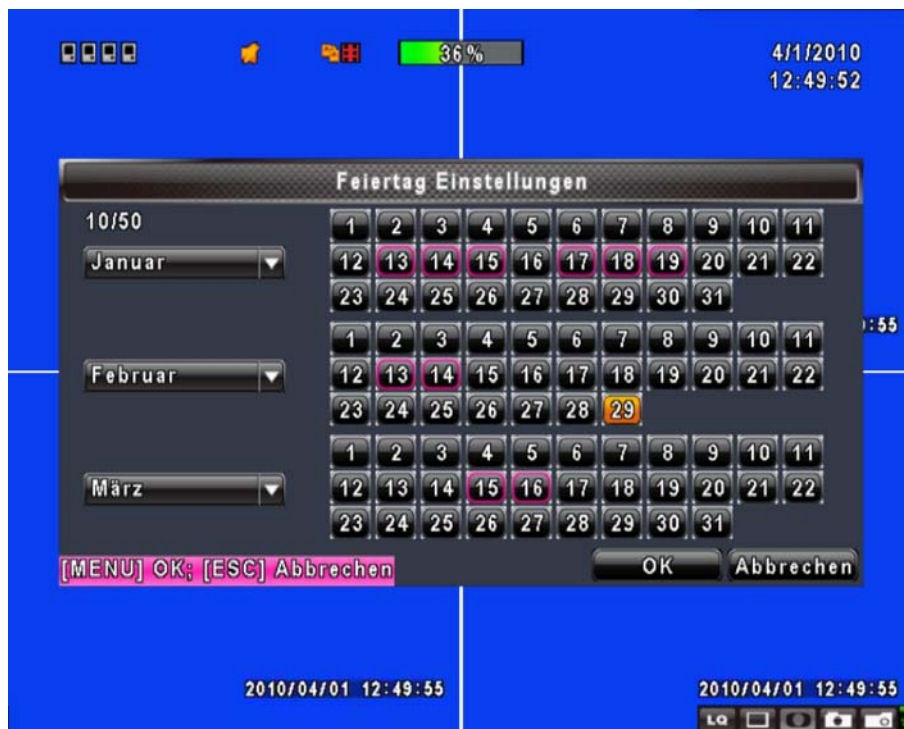 36%
4/1/2010
12:49:52
Feiertag Einstellungen
10/50
Januar
1 2 3 4 5 6 7 8 9 10 11
12 13 14 15 16 17 18 19 20 21 22
23 24 25 26 27 28 29 30 31
:55
Februar
1 2 3 4 5 6 7 8 9 10 11
12 13 14 15 16 17 18 19 20 21 22
23 24 25 26 27 28 29
März
1 2 3 4 5 6 7 8 9 10 11
12 13 14 15 16 17 18 19 20 21 22
23 24 25 26 27 28 29 30 31
[MENU] OK; [ESC] Abbrechen
OK
Abbrechen
2010/04/01 12:49:55
2010/04/01 12:49:55
LQ